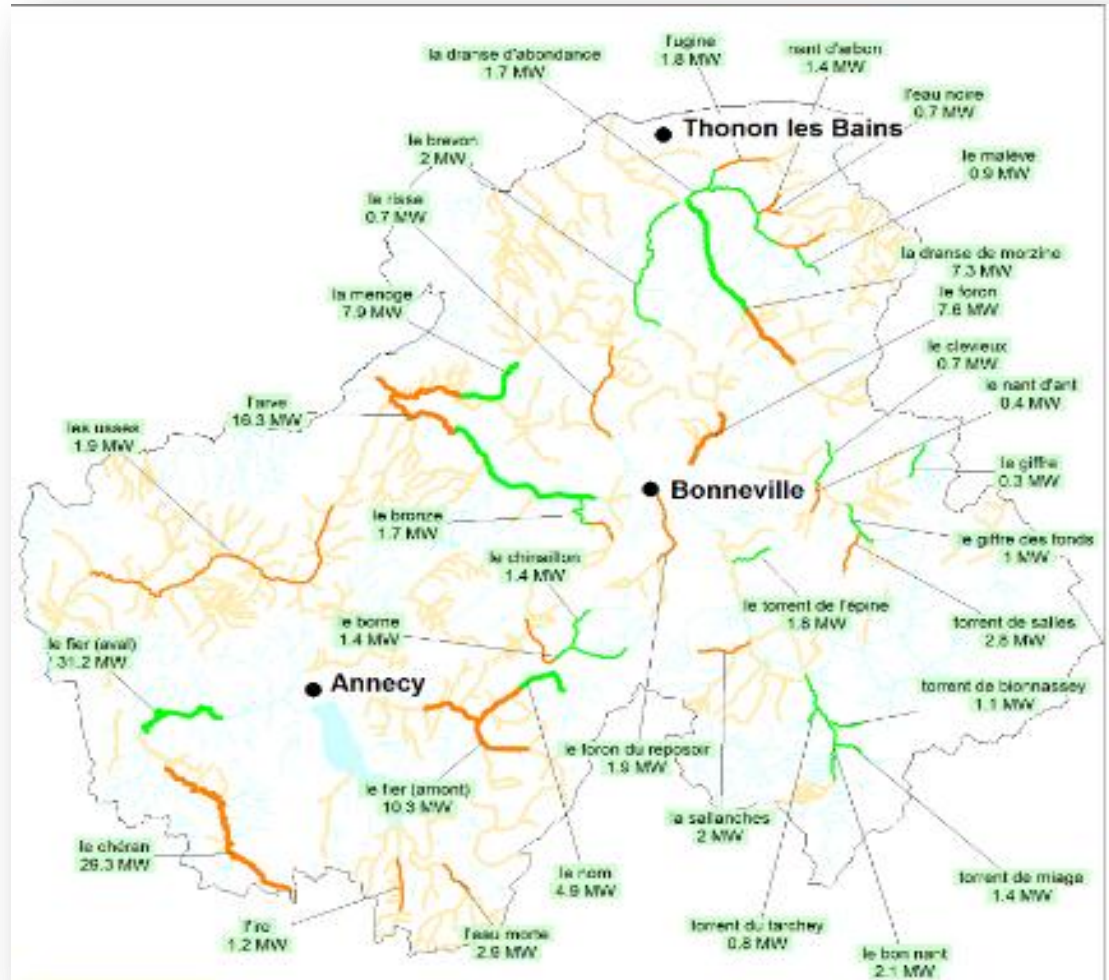 la dranse d'abondance
1.7 MW
l'ugine
1.8 MW
nant d'arbon
1.4 MW
l'eau noire
0.7 MW
Thonon les Bains
le brevon
2 MW
le malève
0.9 MW
le risse
0.7 MW
la dranse de morzine
7.3 MW
la menoge
7.9 MW
le foron
7.6 MW
le clevieux
0.7 MW
l'arve
16.3 MW
le nant d'ant
0.4 MW
les usses
1.9 MW
le giffre
0.3 MW
Bonneville
le bronze
1.7 MW
le giffre des fonds
1 MW
le chinaillon
1.4 MW
le torrent de l'épine
1.8 MW
le borne
1.4 MW
torrent de salles
2.8 MW
le fier (aval)
31.2 MW
Annecy
torrent de bionnassey
1.1 MW
le foron du reposoir
1.9 MW
le fier (amont)
10.3 MW
la sallanches
2 MW
le chéran
29.3 MW
le nom
4.9 MW
torrent de miage
1.4 MW
l'ire
1.2 MW
l'eau morte
2.9 MW
torrent du tarchey
0.8 MW
le bon nant
2.1 MW